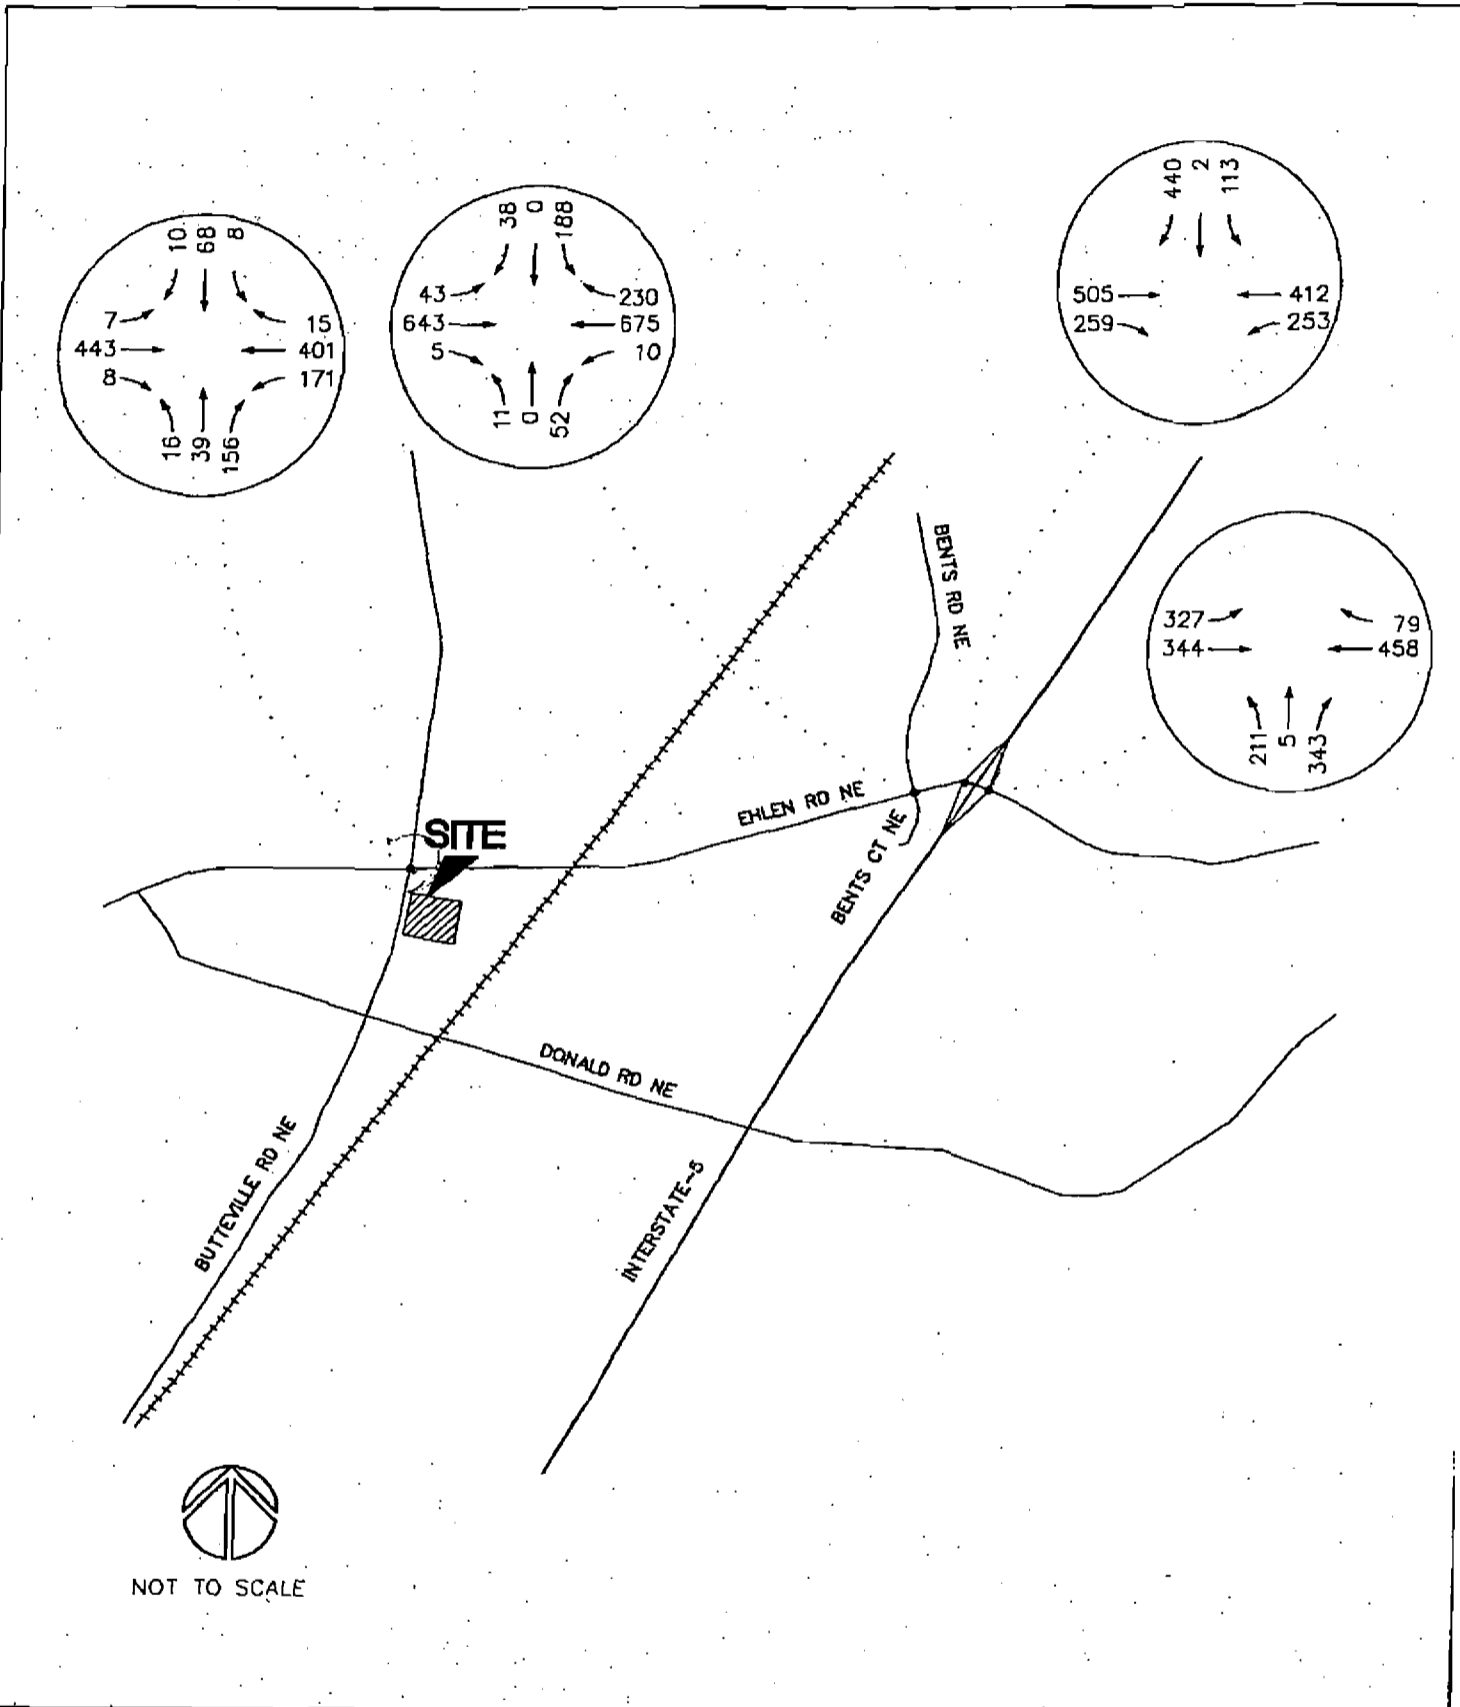 10 68 8
7
443
8
15
401
171
16 39 156
38 0 188
43
643
5
230
675
10
11 0 52
440 2 113
505
259
412
253
327
344
79
458
211 5 343
BENTS RD NE
EHLEN RD NE
BENTS CT NE
SITE
DONALD RD NE
BUTTEVILLE RD NE
INTERSTATE-5
NOT TO SCALE